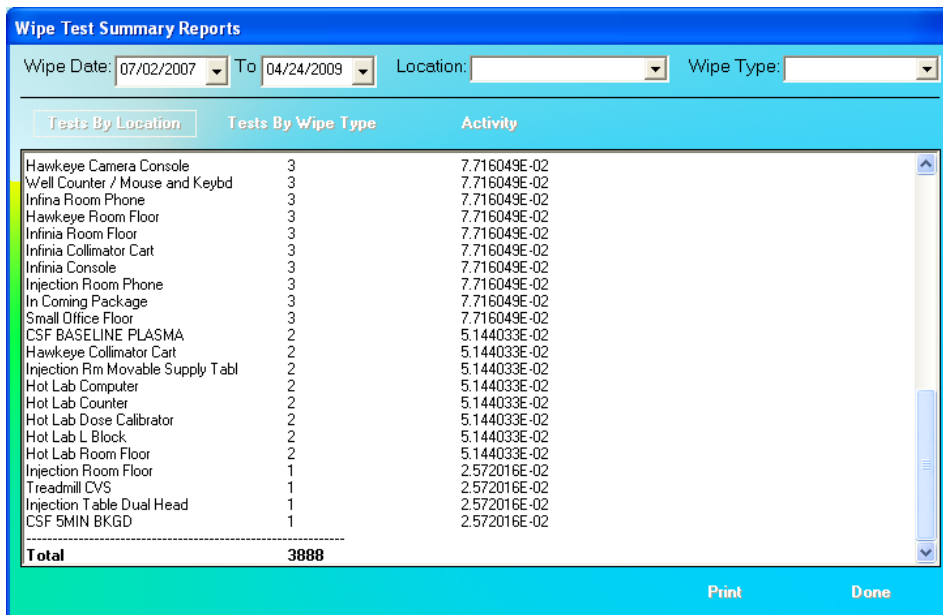 Wipe Test Summary Reports
Wipe Date: 07/02/2007 To 04/24/2009 Location: Wipe Type:
Tests By Location Tests By Wipe Type Activity
Hawkeye Camera Console 3 7.716049E-02
Well Counter / Mouse and Keybd 3 7.716049E-02
Infina Room Phone 3 7.716049E-02
Hawkeye Room Floor 3 7.716049E-02
Infinia Room Floor 3 7.716049E-02
Infinia Collimator Cart 3 7.716049E-02
Infinia Console 3 7.716049E-02
Injection Room Phone 3 7.716049E-02
In Coming Package 3 7.716049E-02
Small Office Floor 3 7.716049E-02
CSF BASELINE PLASMA 2 5.144033E-02
Hawkeye Collimator Cart 2 5.144033E-02
Injection Rm Movable Supply Tabl 2 5.144033E-02
Hot Lab Computer 2 5.144033E-02
Hot Lab Counter 2 5.144033E-02
Hot Lab Dose Calibrator 2 5.144033E-02
Hot Lab L Block 2 5.144033E-02
Hot Lab Room Floor 2 5.144033E-02
Injection Room Floor 1 2.572016E-02
Treadmill CVS 1 2.572016E-02
Injection Table Dual Head 1 2.572016E-02
CSF 5MIN BKGD 1 2.572016E-02
Total 3888
Print Done